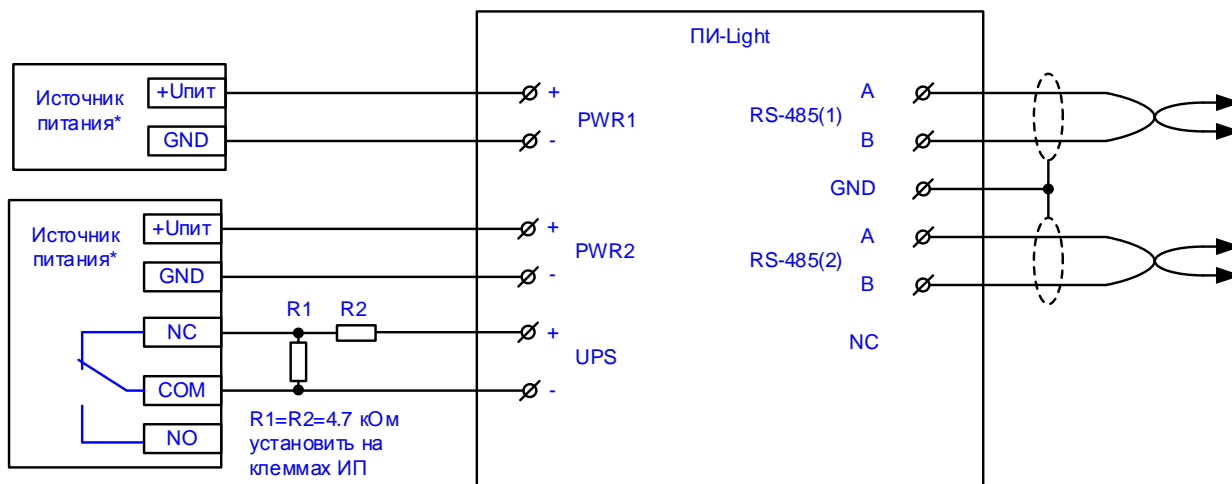 ПИ-Light
Источник
питания*
+Uпит
GND
+
PWR1
-
A
RS-485(1)
B
GND
Источник
питания*
+Uпит
GND
NC
COM
NO
R1
R2
R1=R2=4.7 кОм
установить на
клеммах ИП
+
PWR2
-
+
UPS
-
A
RS-485(2)
B
NC